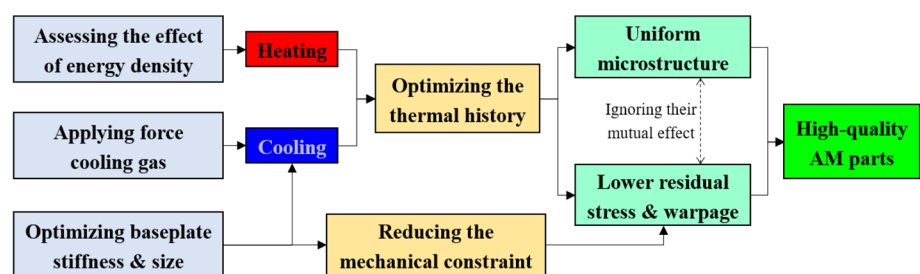 Assessing the effect
of energy density
Heating
Applying force
cooling gas
Cooling
Optimizing baseplate
stiffness & size
Optimizing the
thermal history
Reducing the
mechanical constraint
Uniform
microstructure
Ignoring their
mutual effect
Lower residual
stress & warpage
High-quality
AM parts